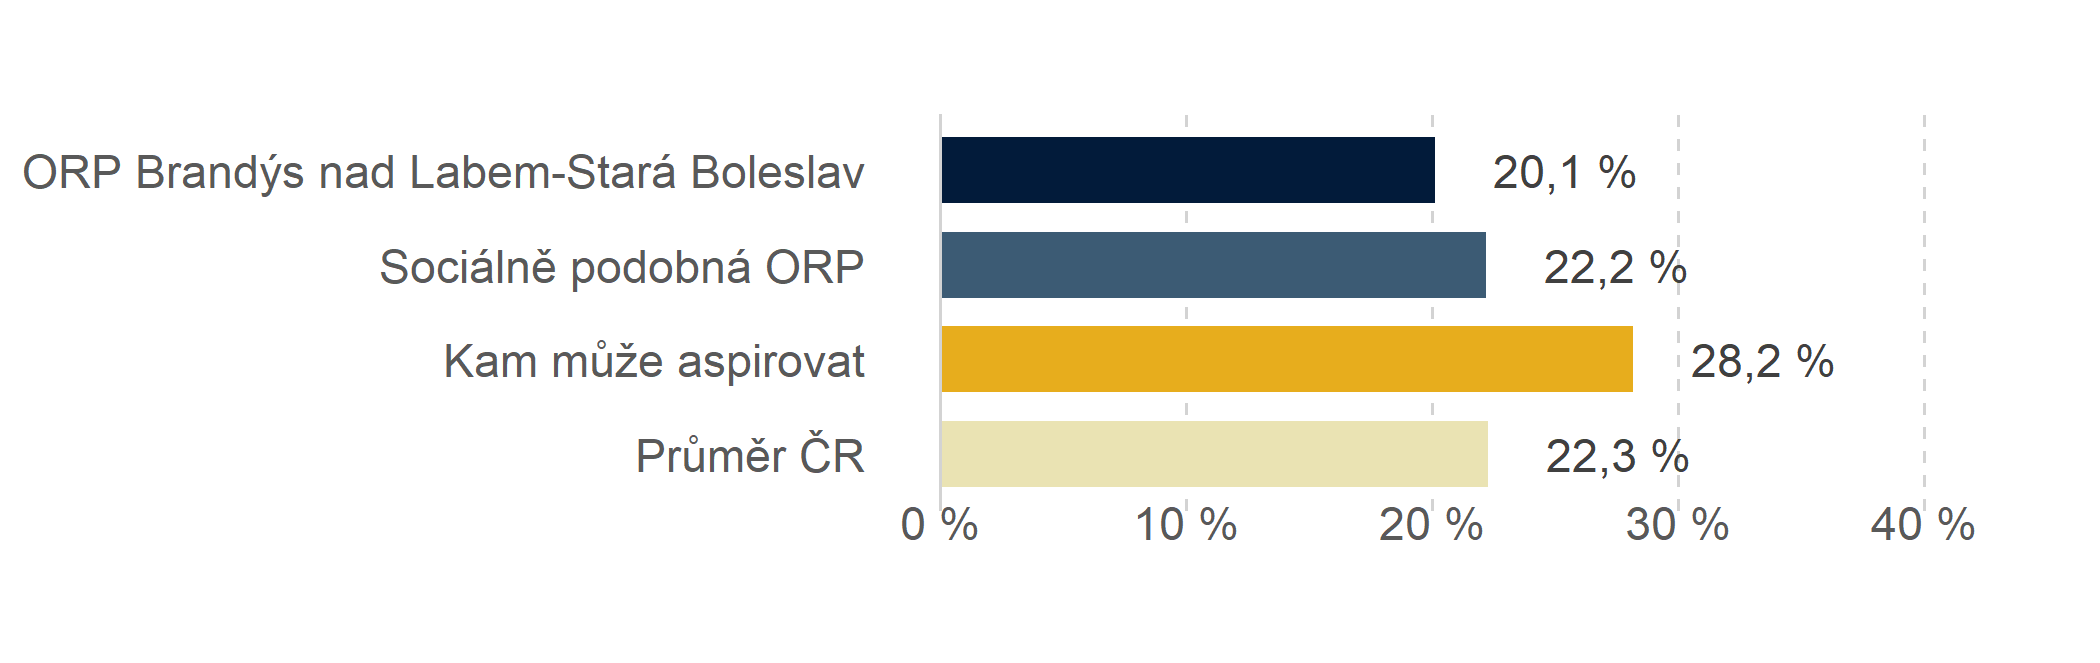 ORP Brandýs nad Labem-Stará Boleslav 20,1 %
Sociálně podobná ORP 22,2 %
Kam může aspirovat 28,2 %
Průměr ČR 22,3 %
0 % 10 % 20 % 30 % 40 %